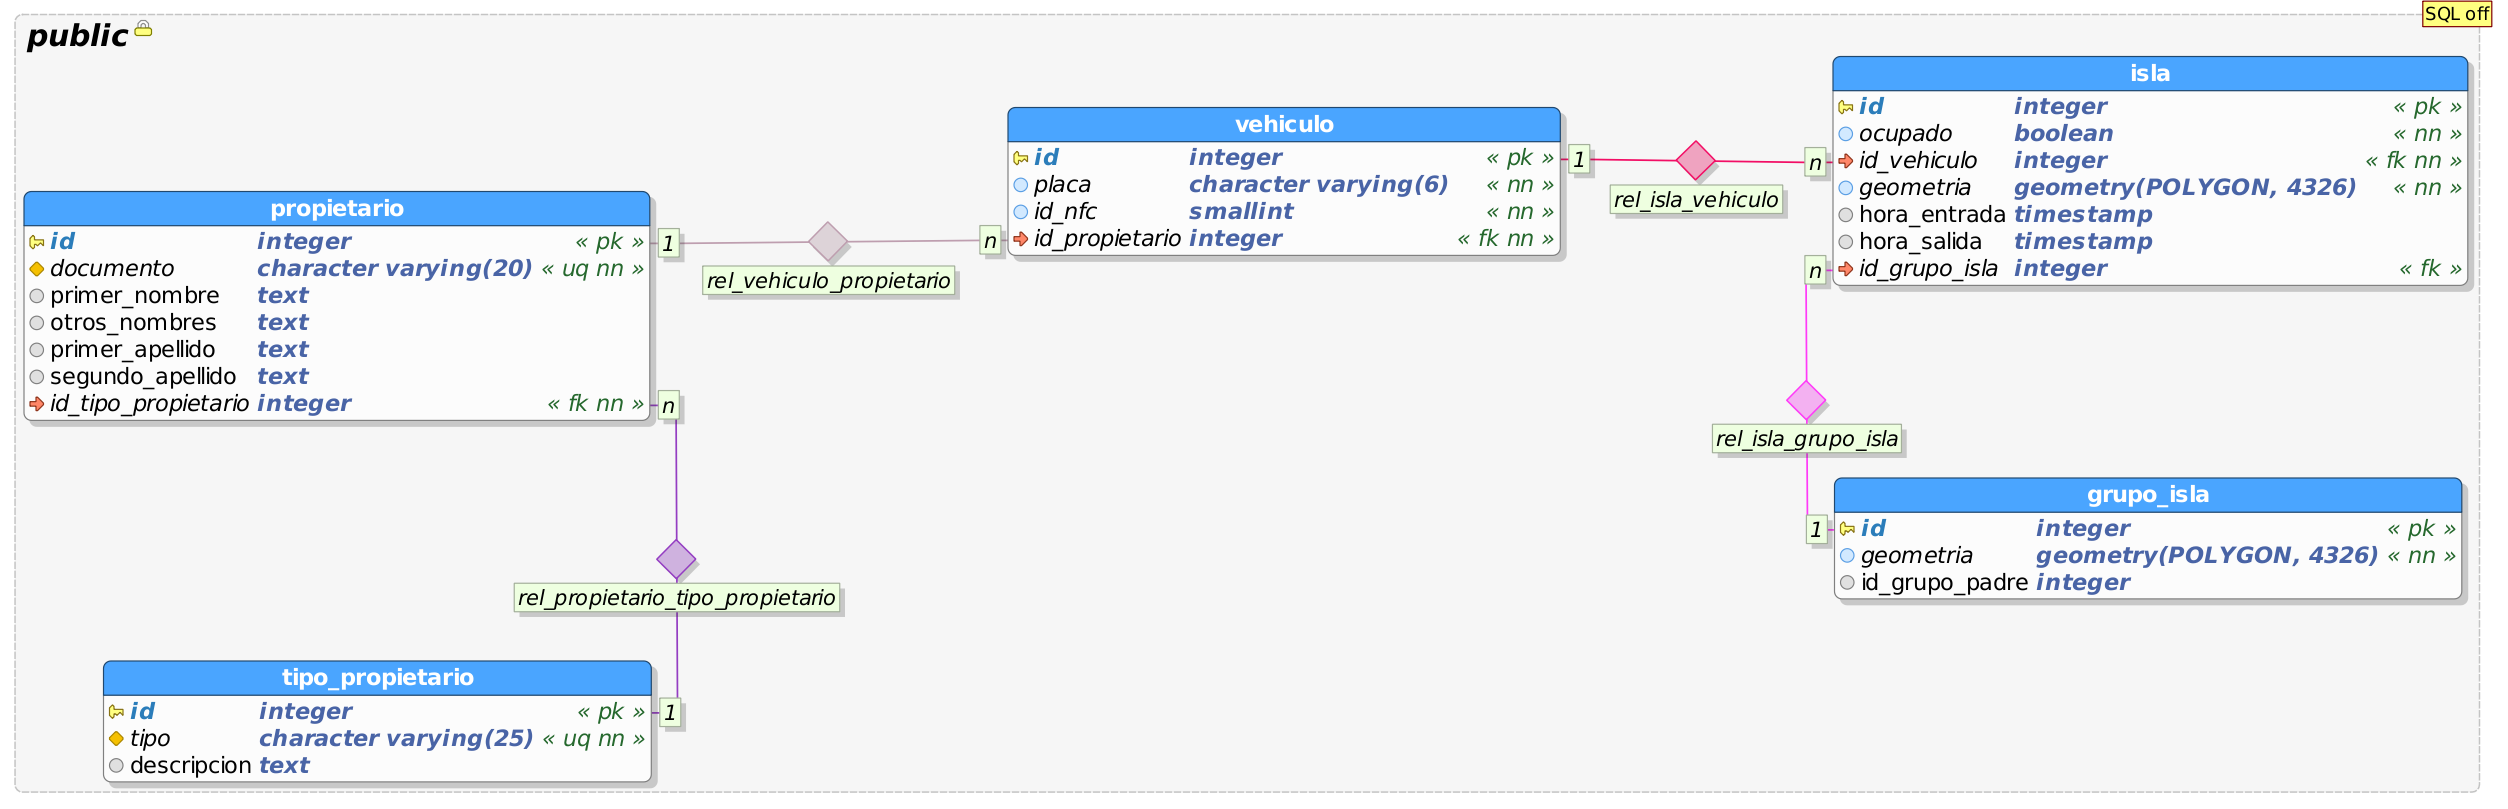 SQL off
public
propietario
id integer « pk »
documento character varying(20) « uq nn »
primer_nombre text
otros_nombres text
primer_apellido text
segundo_apellido text
id_tipo_propietario integer « fk nn »
1
n
rel_vehiculo_propietario
vehiculo
id integer « pk »
placa character varying(6) « nn »
id_nfc smallint « nn »
id_propietario integer « fk nn »
1
n
rel_isla_vehiculo
isla
id integer « pk »
ocupado boolean « nn »
id_vehiculo integer « fk nn »
geometria geometry(POLYGON, 4326) « nn »
hora_entrada timestamp
hora_salida timestamp
id_grupo_isla integer « fk »
n
rel_isla_grupo_isla
1
grupo_isla
id integer « pk »
geometria geometry(POLYGON, 4326) « nn »
id_grupo_padre integer
n
rel_propietario_tipo_propietario
1
tipo_propietario
id integer « pk »
tipo character varying(25) « uq nn »
descripcion text